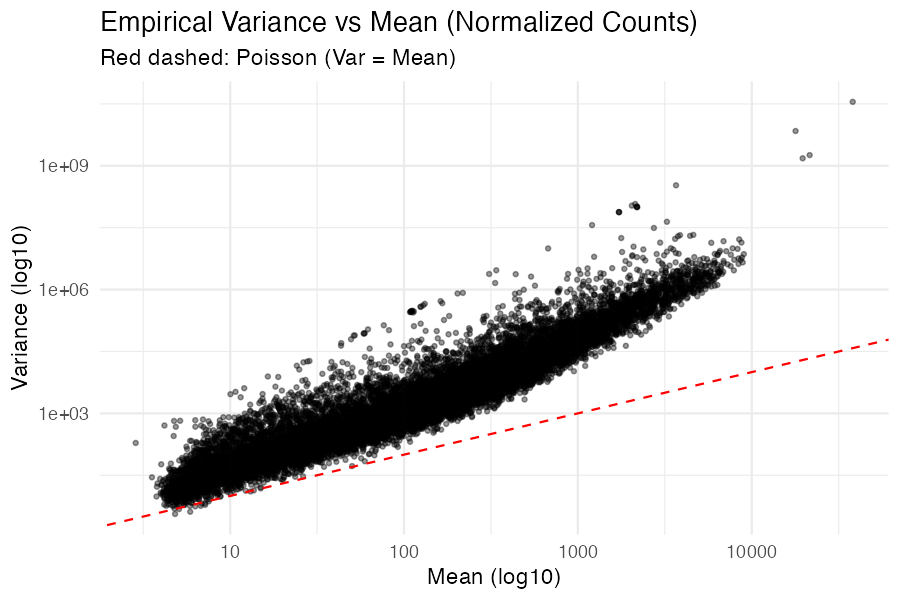 Empirical Variance vs Mean (Normalized Counts)
Red dashed: Poisson (Var = Mean)
Variance (log10)
1e+09
1e+06
1e+03
10
100
1000
10000
Mean (log10)